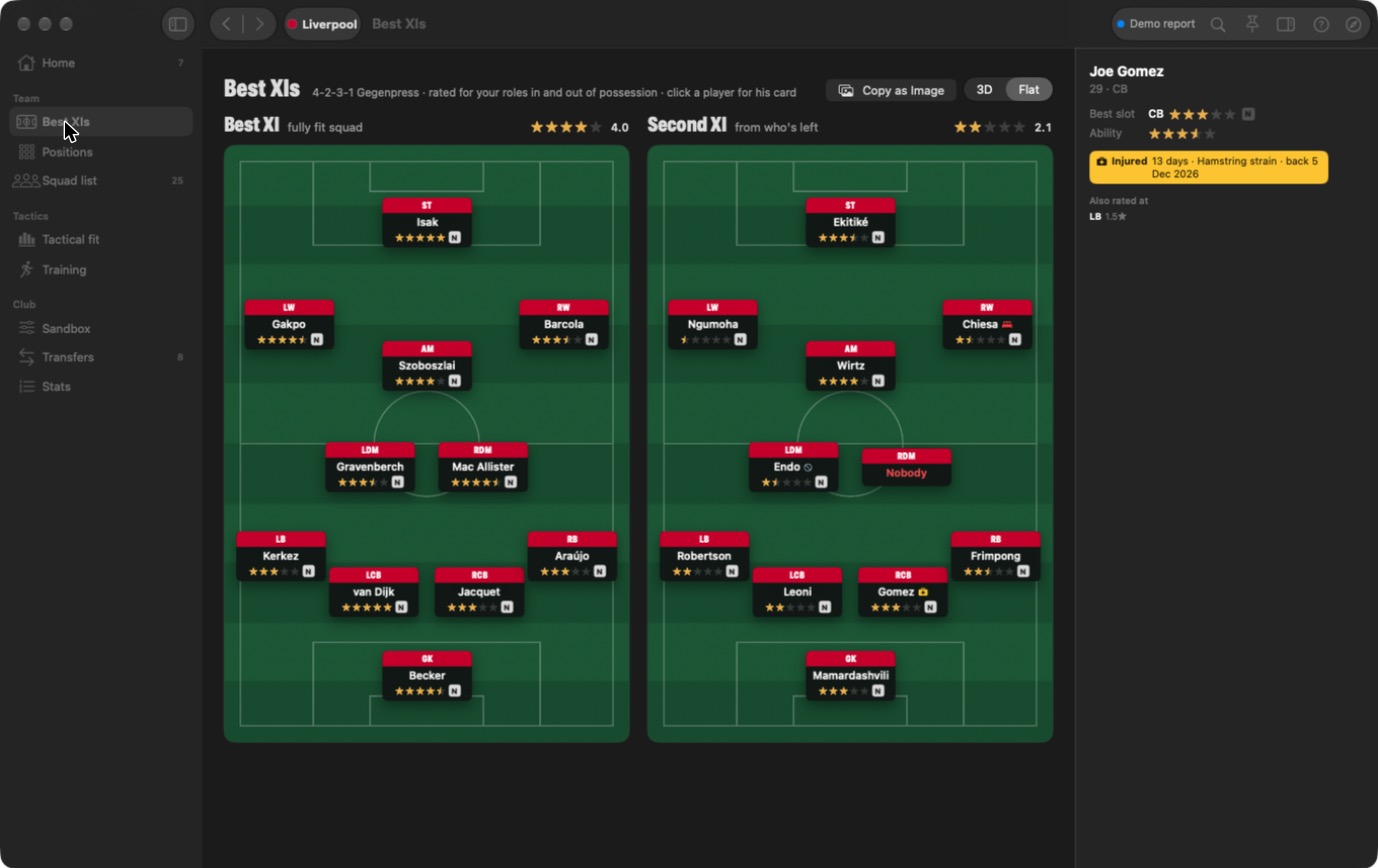 Liverpool
Best XIs
Demo report
Home 7
Team
Best XIs
Positions
Squad list 25
Tactics
Tactical fit
Training
Club
Sandbox
Transfers 8
Stats
Best XIs 4-2-3-1 Gegenpress · rated for your roles in and out of possession · click a player for his card
Copy as Image
3D Flat
Best XI fully fit squad 4.0
ST
Isak
N
LW
Gakpo
N
RW
Barcola
N
AM
Szoboszlai
N
LDM
Gravenberch
N
RDM
Mac Allister
N
LB
Kerkez
N
RB
Araújo
N
LCB
van Dijk
N
RCB
Jacquet
N
GK
Becker
N
Second XI from who's left 2.1
ST
Ekitiké
N
LW
Ngumoha
N
RW
Chiesa
N
AM
Wirtz
N
LDM
Endo
N
RDM
Nobody
LB
Robertson
N
RB
Frimpong
N
LCB
Leoni
N
RCB
Gomez
N
GK
Mamardashvili
N
Joe Gomez
29 · CB
Best slot CB N
Ability
Injured 13 days · Hamstring strain · back 5
Dec 2026
Also rated at
LB 1.5★